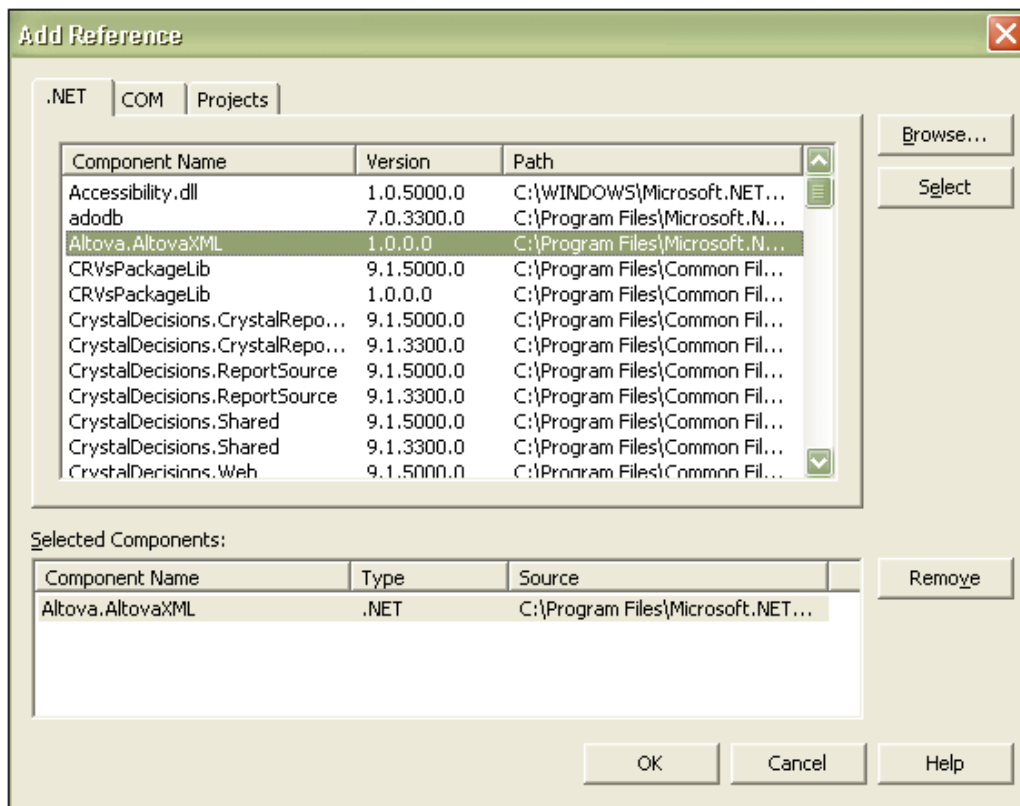 Add Reference
.NET COM Projects
Browse...
Select
Component Name Version Path
Accessibility.dll 1.0.5000.0 C:\WINDOWS\Microsoft.NET...
adodb 7.0.3300.0 C:\Program Files\Microsoft.N...
Altova.AltovaXML 1.0.0.0 C:\Program Files\Microsoft.N...
CRVsPackageLib 9.1.5000.0 C:\Program Files\Common Fil...
CRVsPackageLib 1.0.0.0 C:\Program Files\Common Fil...
CrystalDecisions.CrystalRepo... 9.1.5000.0 C:\Program Files\Common Fil...
CrystalDecisions.CrystalRepo... 9.1.3300.0 C:\Program Files\Common Fil...
CrystalDecisions.ReportSource 9.1.5000.0 C:\Program Files\Common Fil...
CrystalDecisions.ReportSource 9.1.3300.0 C:\Program Files\Common Fil...
CrystalDecisions.Shared 9.1.5000.0 C:\Program Files\Common Fil...
CrystalDecisions.Shared 9.1.3300.0 C:\Program Files\Common Fil...
CrystalDecisions.Web 9.1.5000.0 C:\Program Files\Common Fil...
Selected Components:
Component Name Type Source
Altova.AltovaXML .NET C:\Program Files\Microsoft.NET...
Remove
OK Cancel Help